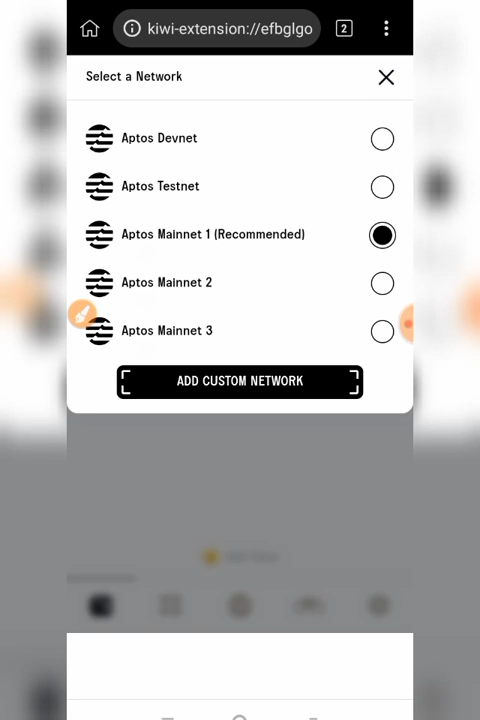 kiwi-extension://efbglgo
2
Select a Network
Aptos Devnet
Aptos Testnet
Aptos Mainnet 1 (Recommended)
Aptos Mainnet 2
Aptos Mainnet 3
ADD CUSTOM NETWORK